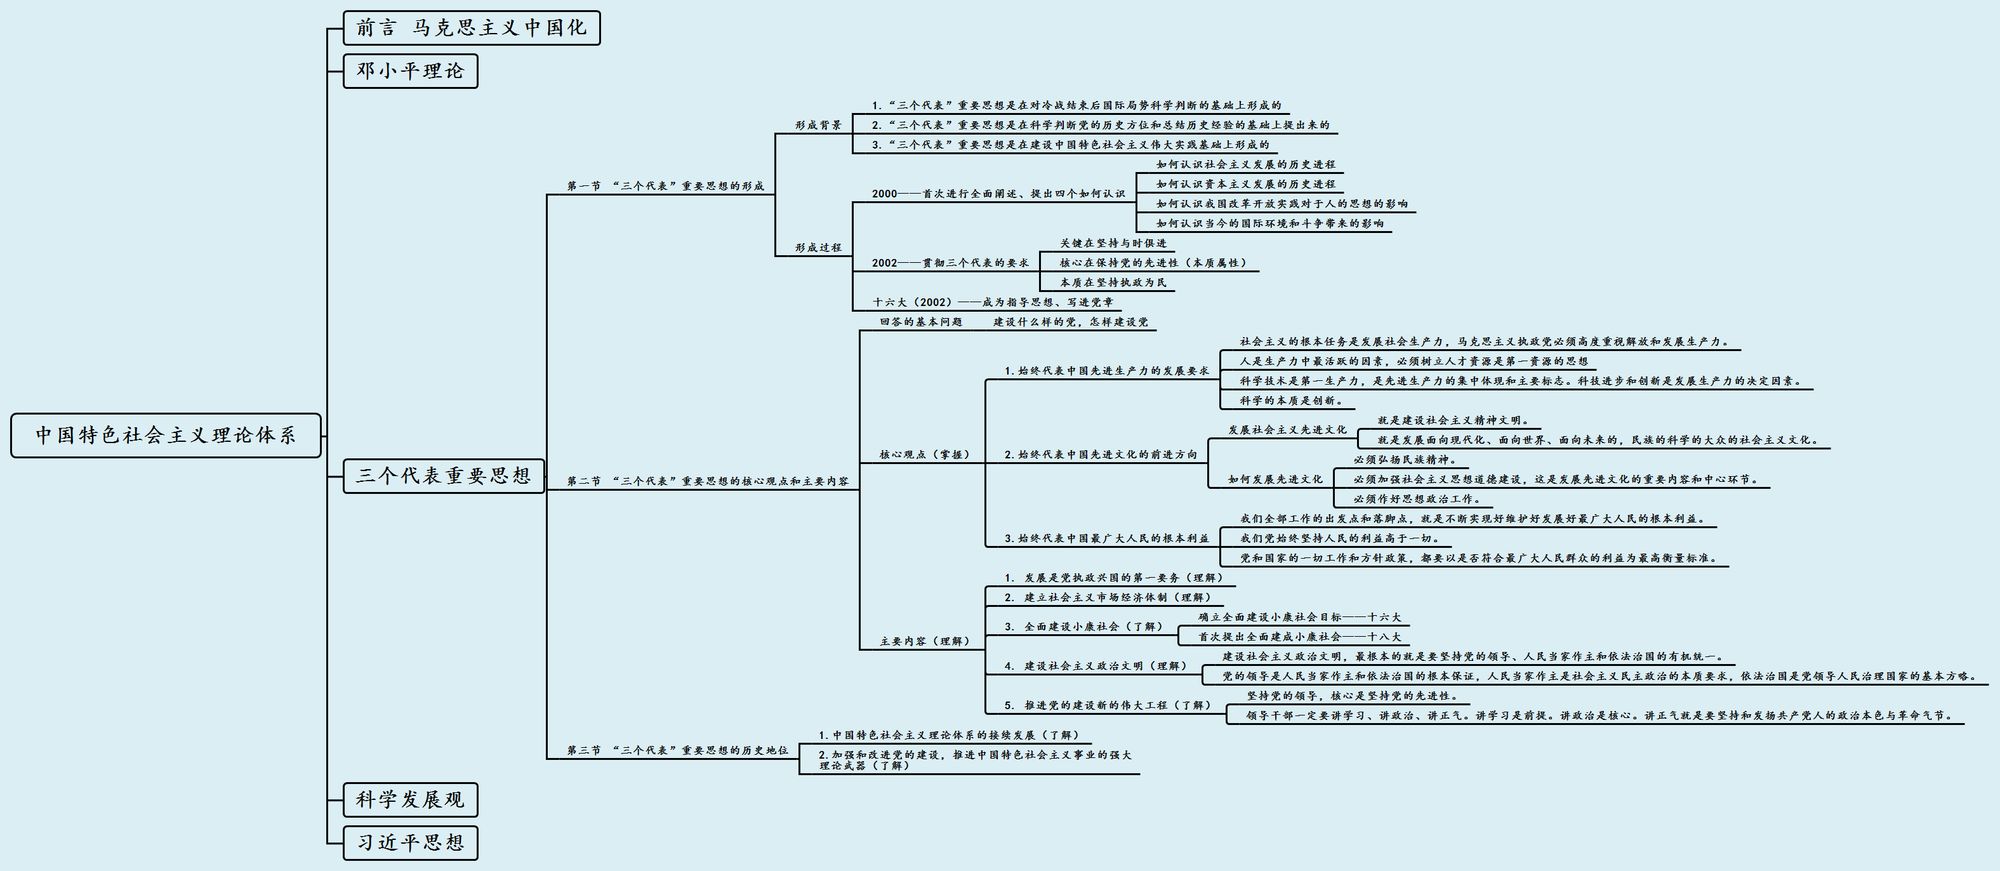 前言 马克思主义中国化
邓小平理论
中国特色社会主义理论体系
三个代表重要思想
第一节 “三个代表”重要思想的形成
形成背景
1.“三个代表”重要思想是在对冷战结束后国际局势科学判断的基础上形成的
2.“三个代表”重要思想是在科学判断党的历史方位和总结历史经验的基础上提出来的
3.“三个代表”重要思想是在建设中国特色社会主义伟大实践基础上形成的
形成过程
2000——首次进行全面阐述、提出四个如何认识
如何认识社会主义发展的历史进程
如何认识资本主义发展的历史进程
如何认识我国改革开放实践对于人的思想的影响
如何认识当今的国际环境和斗争带来的影响
2002——贯彻三个代表的要求
关键在坚持与时俱进
核心在保持党的先进性（本质属性）
本质在坚持执政为民
十六大（2002）——成为指导思想、写进党章
第二节 “三个代表”重要思想的核心观点和主要内容
回答的基本问题
建设什么样的党，怎样建设党
核心观点（掌握）
1.始终代表中国先进生产力的发展要求
社会主义的根本任务是发展社会生产力，马克思主义执政党必须高度重视解放和发展生产力。
人是生产力中最活跃的因素，必须树立人才资源是第一资源的思想
科学技术是第一生产力，是先进生产力的集中体现和主要标志。科技进步和创新是发展生产力的决定因素。
科学的本质是创新。
2.始终代表中国先进文化的前进方向
发展社会主义先进文化
就是建设社会主义精神文明。
就是发展面向现代化、面向世界、面向未来的，民族的科学的大众的社会主义文化。
如何发展先进文化
必须弘扬民族精神。
必须加强社会主义思想道德建设，这是发展先进文化的重要内容和中心环节。
必须作好思想政治工作。
3.始终代表中国最广大人民的根本利益
我们全部工作的出发点和落脚点，就是不断实现好维护好发展好最广大人民的根本利益。
我们党始终坚持人民的利益高于一切。
党和国家的一切工作和方针政策，都要以是否符合最广大人民群众的利益为最高衡量标准。
主要内容（理解）
1. 发展是党执政兴国的第一要务（理解）
2. 建立社会主义市场经济体制（理解）
3. 全面建设小康社会（了解）
确立全面建设小康社会目标——十六大
首次提出全面建成小康社会——十八大
4. 建设社会主义政治文明（理解）
建设社会主义政治文明，最根本的就是要坚持党的领导、人民当家作主和依法治国的有机统一。
党的领导是人民当家作主和依法治国的根本保证，人民当家作主是社会主义民主政治的本质要求，依法治国是党领导人民治理国家的基本方略。
5. 推进党的建设新的伟大工程（了解）
坚持党的领导，核心是坚持党的先进性。
领导干部一定要讲学习、讲政治、讲正气。讲学习是前提。讲政治是核心。讲正气就是要坚持和发扬共产党人的政治本色与革命气节。
第三节 “三个代表”重要思想的历史地位
1.中国特色社会主义理论体系的接续发展（了解）
2.加强和改进党的建设，推进中国特色社会主义事业的强大
理论武器（了解）
科学发展观
习近平思想